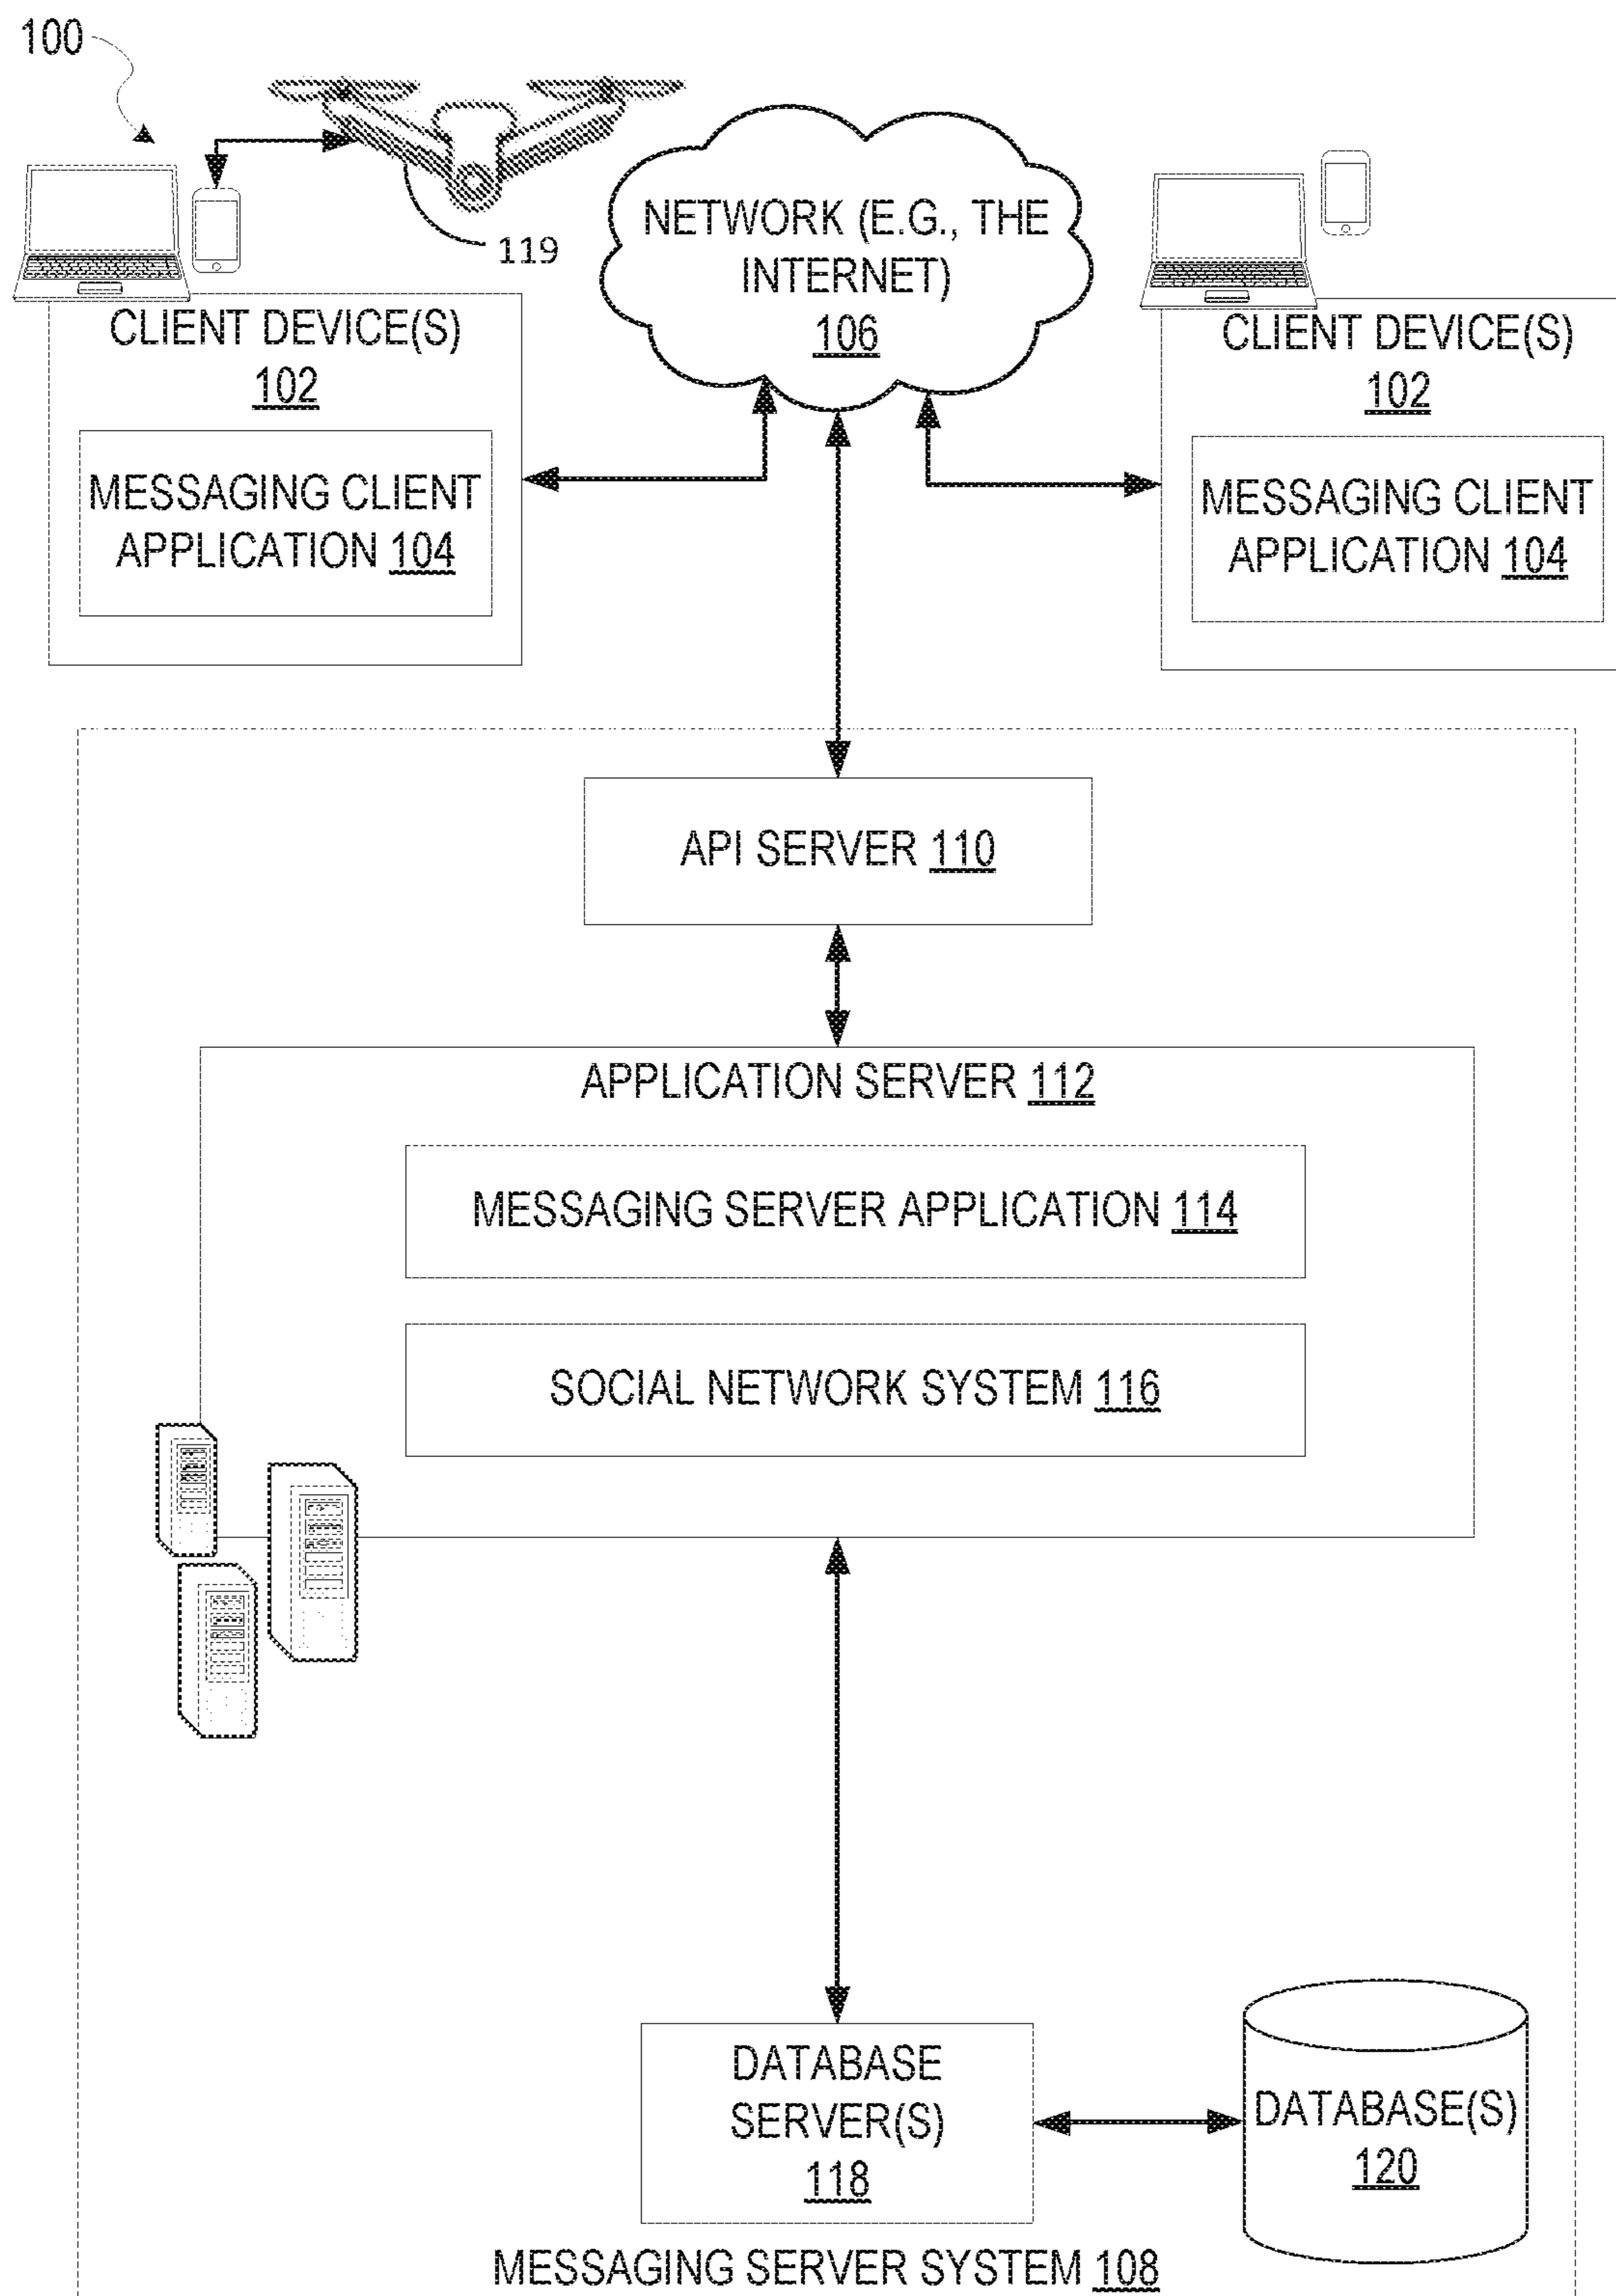 100
119
NETWORK (E.G., THE
INTERNET)
106
CLIENT DEVICE(S)
102
MESSAGING CLIENT
APPLICATION 104
CLIENT DEVICE(S)
102
MESSAGING CLIENT
APPLICATION 104
API SERVER 110
APPLICATION SERVER 112
MESSAGING SERVER APPLICATION 114
SOCIAL NETWORK SYSTEM 116
DATABASE
SERVER(S)
118
DATABASE(S)
120
MESSAGING SERVER SYSTEM 108